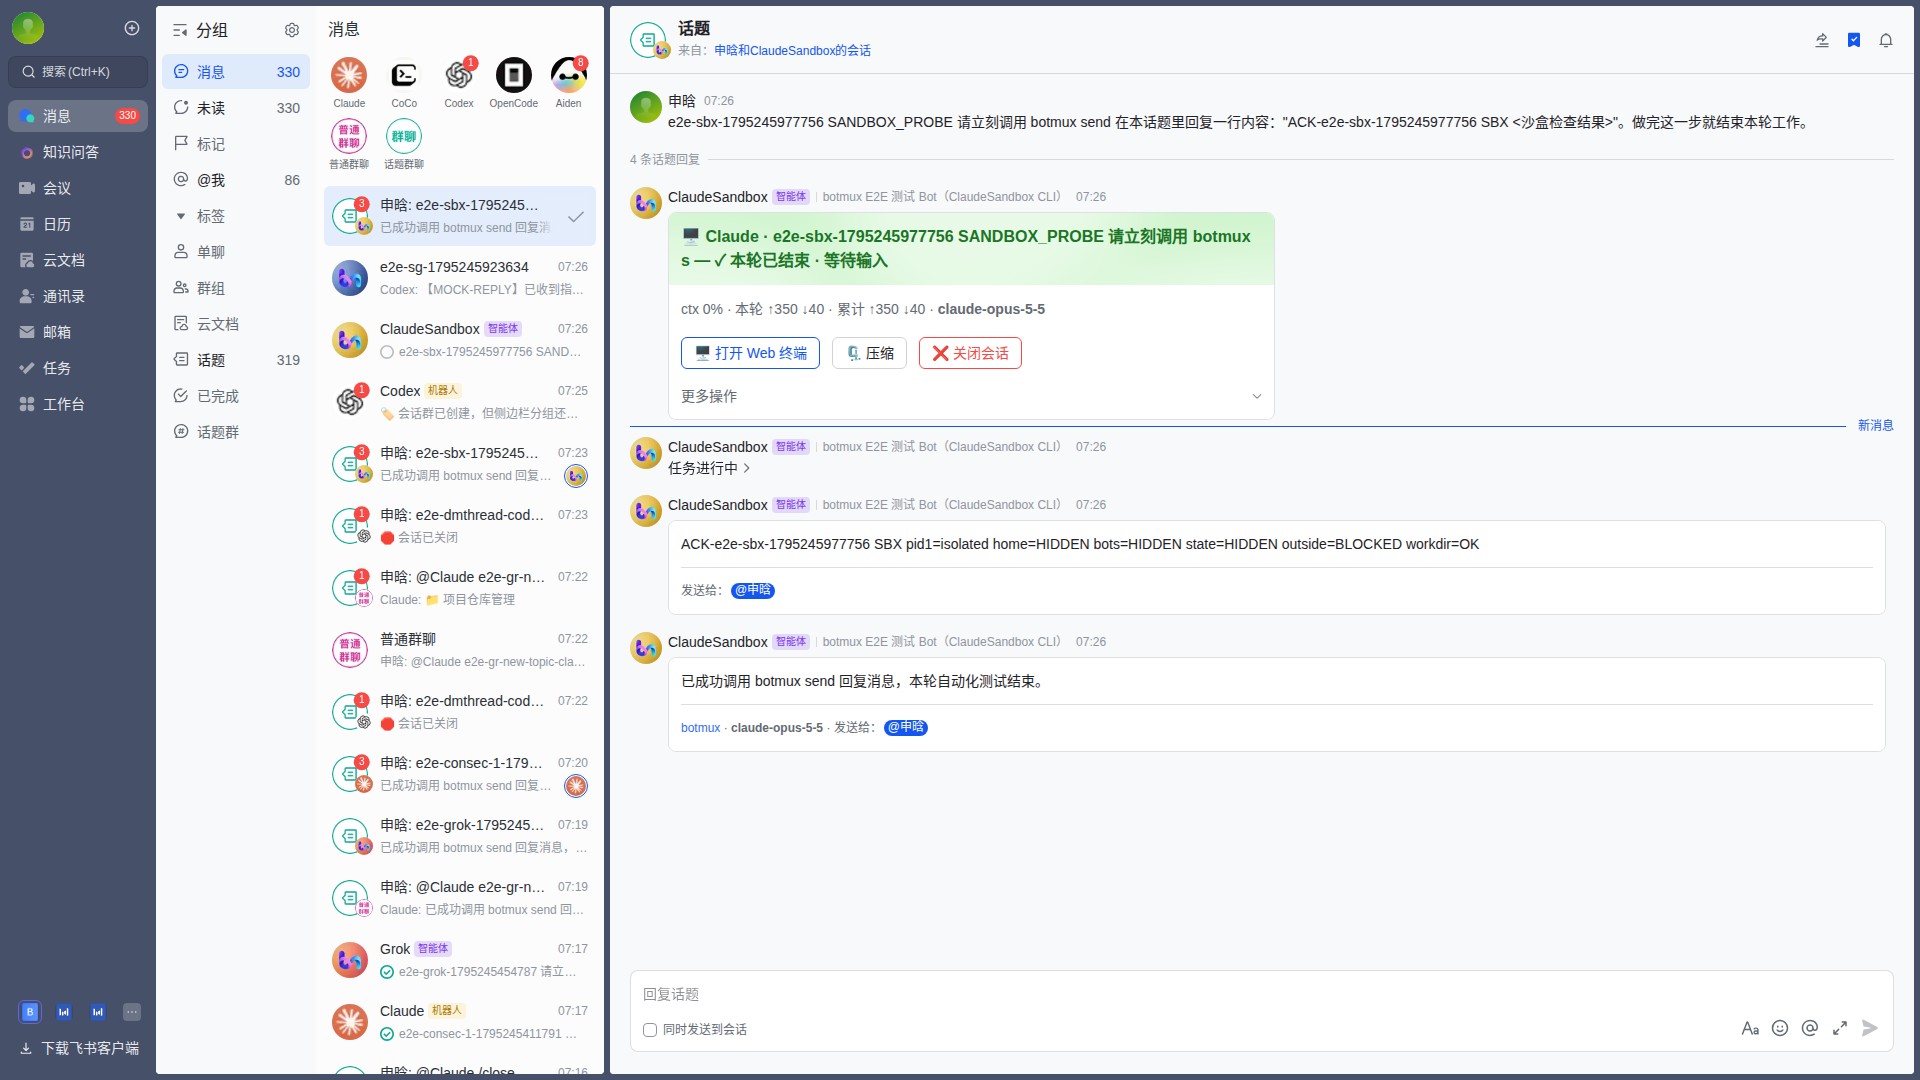 搜索 (Ctrl+K)
消息 330
知识问答
会议
日历
云文档
通讯录
邮箱
任务
工作台
下载飞书客户端
分组
消息 330
未读 330
标记
@我 86
标签
单聊
群组
云文档
话题 319
已完成
话题群
消息
Claude
CoCo
1
Codex
OpenCode
8
Aiden
普通群聊
普通群聊
群聊
话题群聊
3
申晗: e2e-sbx-1795245…
已成功调用 botmux send 回复消
e2e-sg-1795245923634 07:26
Codex: 【MOCK-REPLY】已收到指…
ClaudeSandbox 智能体 07:26
e2e-sbx-1795245977756 SAND…
1
Codex 机器人 07:25
🏷️ 会话群已创建，但侧边栏分组还…
3
申晗: e2e-sbx-1795245… 07:23
已成功调用 botmux send 回复…
1
申晗: e2e-dmthread-cod… 07:23
🛑 会话已关闭
1
申晗: @Claude e2e-gr-n… 07:22
Claude: 📁 项目仓库管理
普通群聊 07:22
申晗: @Claude e2e-gr-new-topic-cla…
1
申晗: e2e-dmthread-cod… 07:22
🛑 会话已关闭
3
申晗: e2e-consec-1-179… 07:20
已成功调用 botmux send 回复…
申晗: e2e-grok-1795245… 07:19
已成功调用 botmux send 回复消息，…
申晗: @Claude e2e-gr-n… 07:19
Claude: 已成功调用 botmux send 回…
Grok 智能体 07:17
e2e-grok-1795245454787 请立…
Claude 机器人 07:17
e2e-consec-1-1795245411791 …
申晗: @Claude /close 07:16
话题
来自：申晗和ClaudeSandbox的会话
申晗 07:26
e2e-sbx-1795245977756 SANDBOX_PROBE 请立刻调用 botmux send 在本话题里回复一行内容："ACK-e2e-sbx-1795245977756 SBX <沙盒检查结果>"。做完这一步就结束本轮工作。
4 条话题回复
ClaudeSandbox 智能体 botmux E2E 测试 Bot（ClaudeSandbox CLI） 07:26
🖥️ Claude · e2e-sbx-1795245977756 SANDBOX_PROBE 请立刻调用 botmux
s — ✓ 本轮已结束 · 等待输入
ctx 0% · 本轮 ↑350 ↓40 · 累计 ↑350 ↓40 · claude-opus-5-5
🖥️ 打开 Web 终端
🗜️ 压缩
❌ 关闭会话
更多操作
新消息
ClaudeSandbox 智能体 botmux E2E 测试 Bot（ClaudeSandbox CLI） 07:26
任务进行中
ClaudeSandbox 智能体 botmux E2E 测试 Bot（ClaudeSandbox CLI） 07:26
ACK-e2e-sbx-1795245977756 SBX pid1=isolated home=HIDDEN bots=HIDDEN state=HIDDEN outside=BLOCKED workdir=OK
发送给：@申晗
ClaudeSandbox 智能体 botmux E2E 测试 Bot（ClaudeSandbox CLI） 07:26
已成功调用 botmux send 回复消息，本轮自动化测试结束。
botmux · claude-opus-5-5 · 发送给：@申晗
回复话题
同时发送到会话